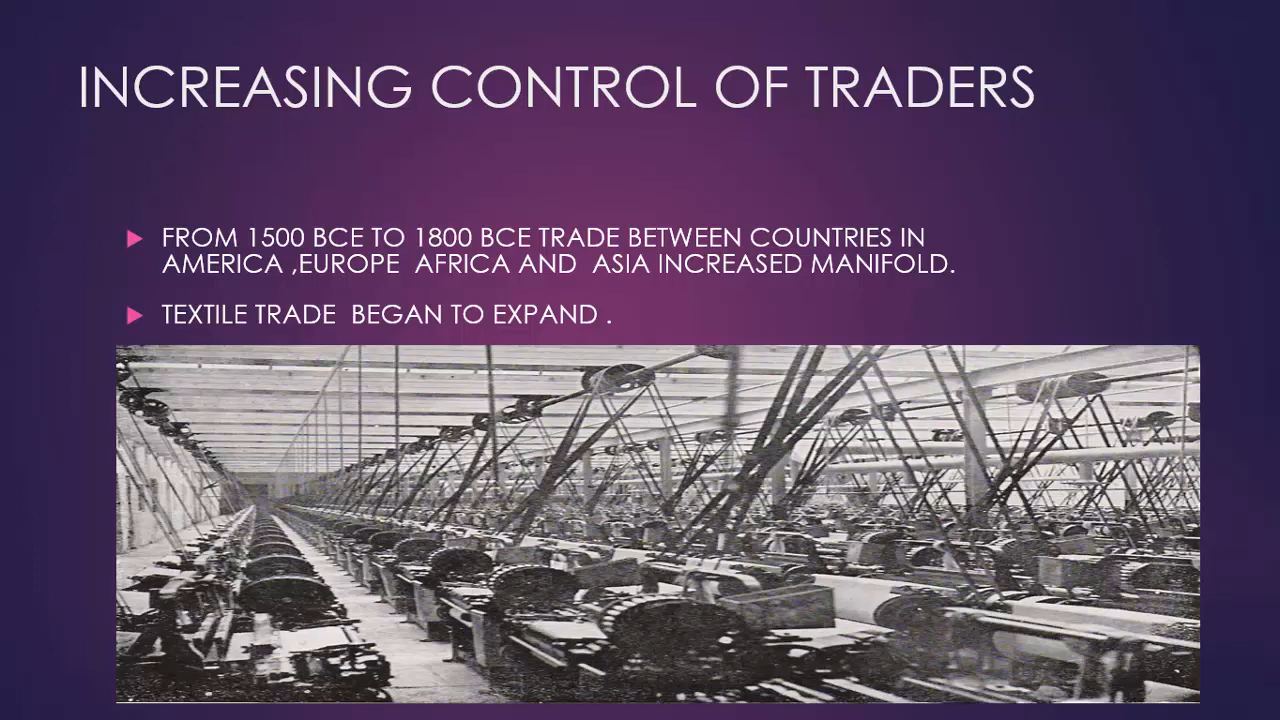 INCREASING CONTROL OF TRADERS
FROM 1500 BCE TO 1800 BCE TRADE BETWEEN COUNTRIES IN
AMERICA ,EUROPE  AFRICA AND  ASIA INCREASED MANIFOLD.
TEXTILE TRADE  BEGAN TO EXPAND .